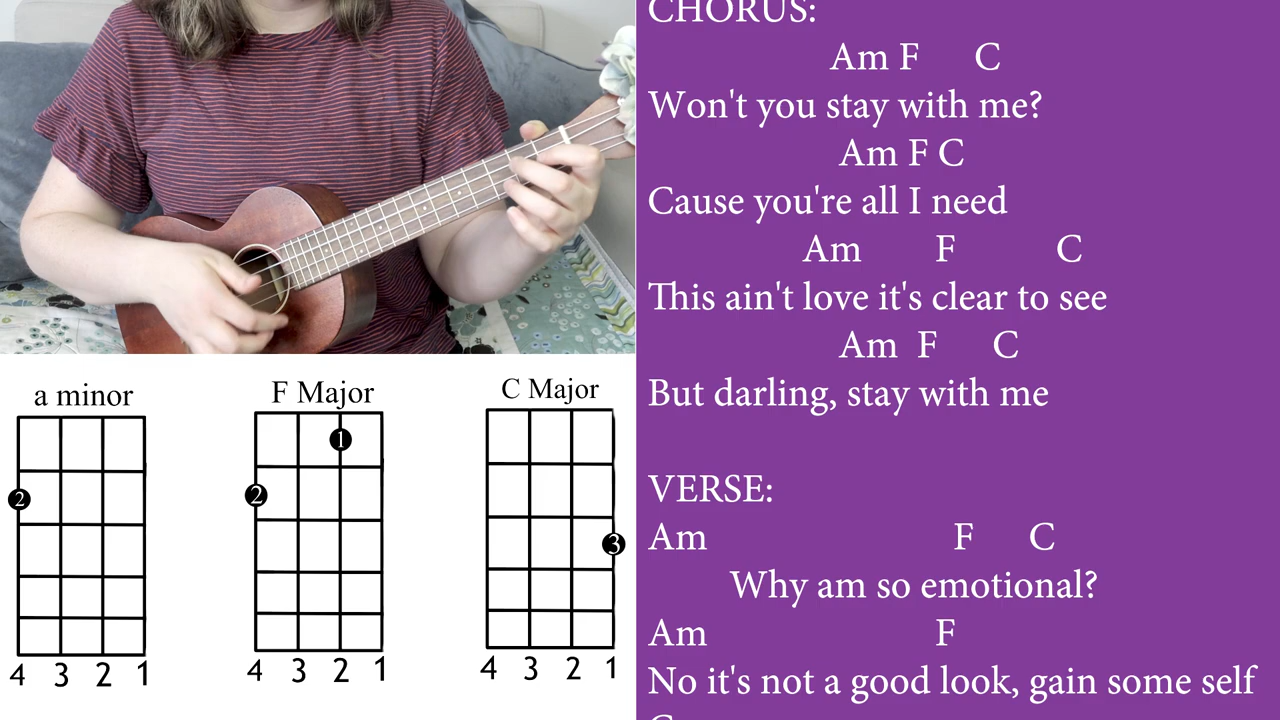 CHORUS:
Am F C
Won't you stay with me?
Am F C
Cause you're all I need
Am F C
This ain't love it's clear to see
Am F C
But darling, stay with me
VERSE:
Am F C
Why am so emotional?
Am F
No it's not a good look, gain some self
a minor
2
4 3 2 1
F Major
1
2
4 3 2 1
C Major
3
4 3 2 1